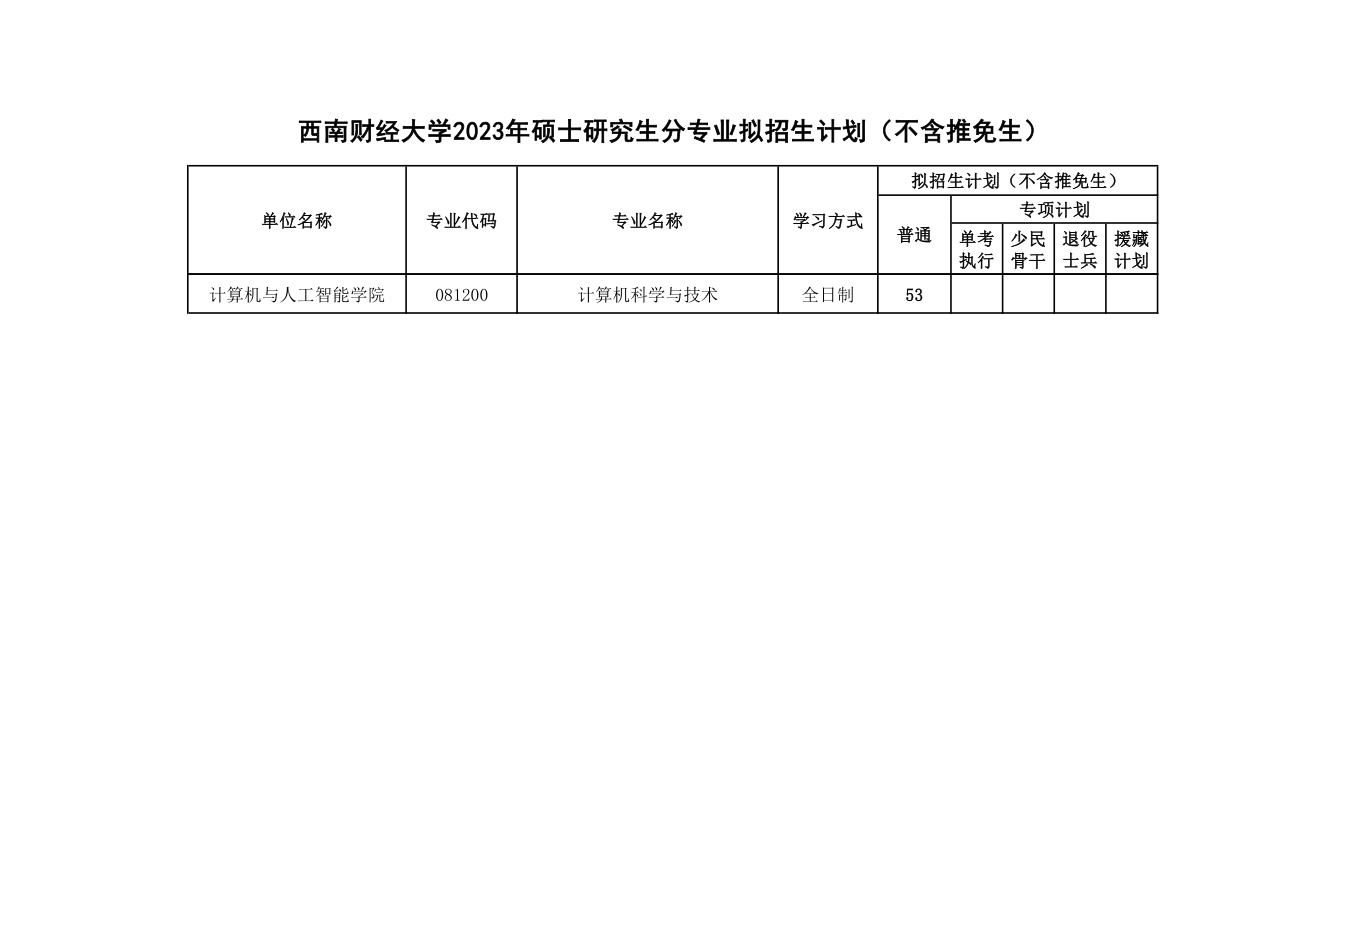 西南财经大学2023年硕士研究生分专业拟招生计划（不含推免生）
单位名称 专业代码 专业名称 学习方式 拟招生计划（不含推免生）
普通 专项计划
单考执行 少民骨干 退役士兵 援藏计划
计算机与人工智能学院 081200 计算机科学与技术 全日制 53